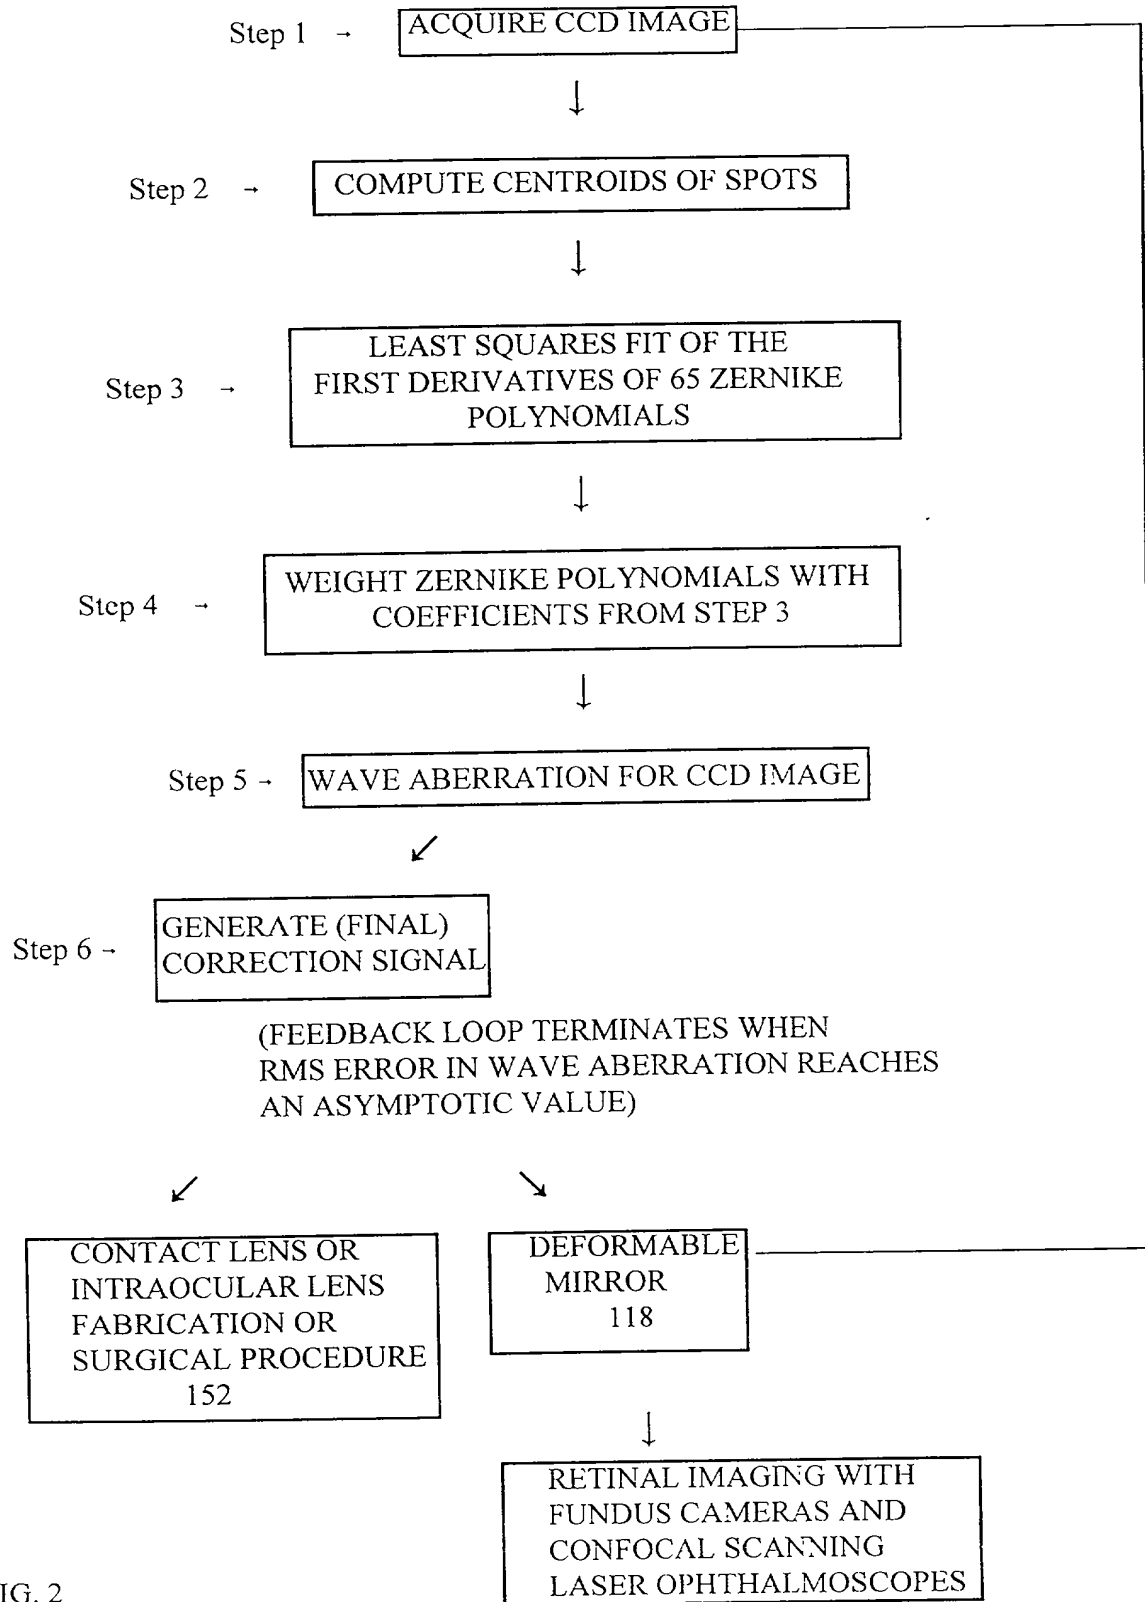 Step 1 → ACQUIRE CCD IMAGE
↓
Step 2 → COMPUTE CENTROIDS OF SPOTS
↓
LEAST SQUARES FIT OF THE
Step 3 → FIRST DERIVATIVES OF 65 ZERNIKE
POLYNOMIALS
↓
WEIGHT ZERNIKE POLYNOMIALS WITH
Step 4 → COEFFICIENTS FROM STEP 3
↓
Step 5 → WAVE ABERRATION FOR CCD IMAGE
↙
GENERATE (FINAL)
Step 6 → CORRECTION SIGNAL
(FEEDBACK LOOP TERMINATES WHEN
RMS ERROR IN WAVE ABERRATION REACHES
AN ASYMPTOTIC VALUE)
↙ ↘
CONTACT LENS OR
INTRAOCULAR LENS
FABRICATION OR
SURGICAL PROCEDURE
152
DEFORMABLE
MIRROR
118
↓
RETINAL IMAGING WITH
FUNDUS CAMERAS AND
CONFOCAL SCANNING
LASER OPHTHALMOSCOPES
IG. 2